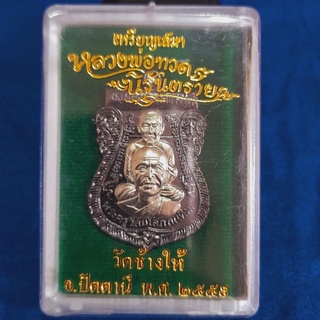 เหรียญเสมา
หลวงพ่อทวด
นิรันตราย
วัดช้างให้
จ.ปัตตานี พ.ศ.๒๕๕๕